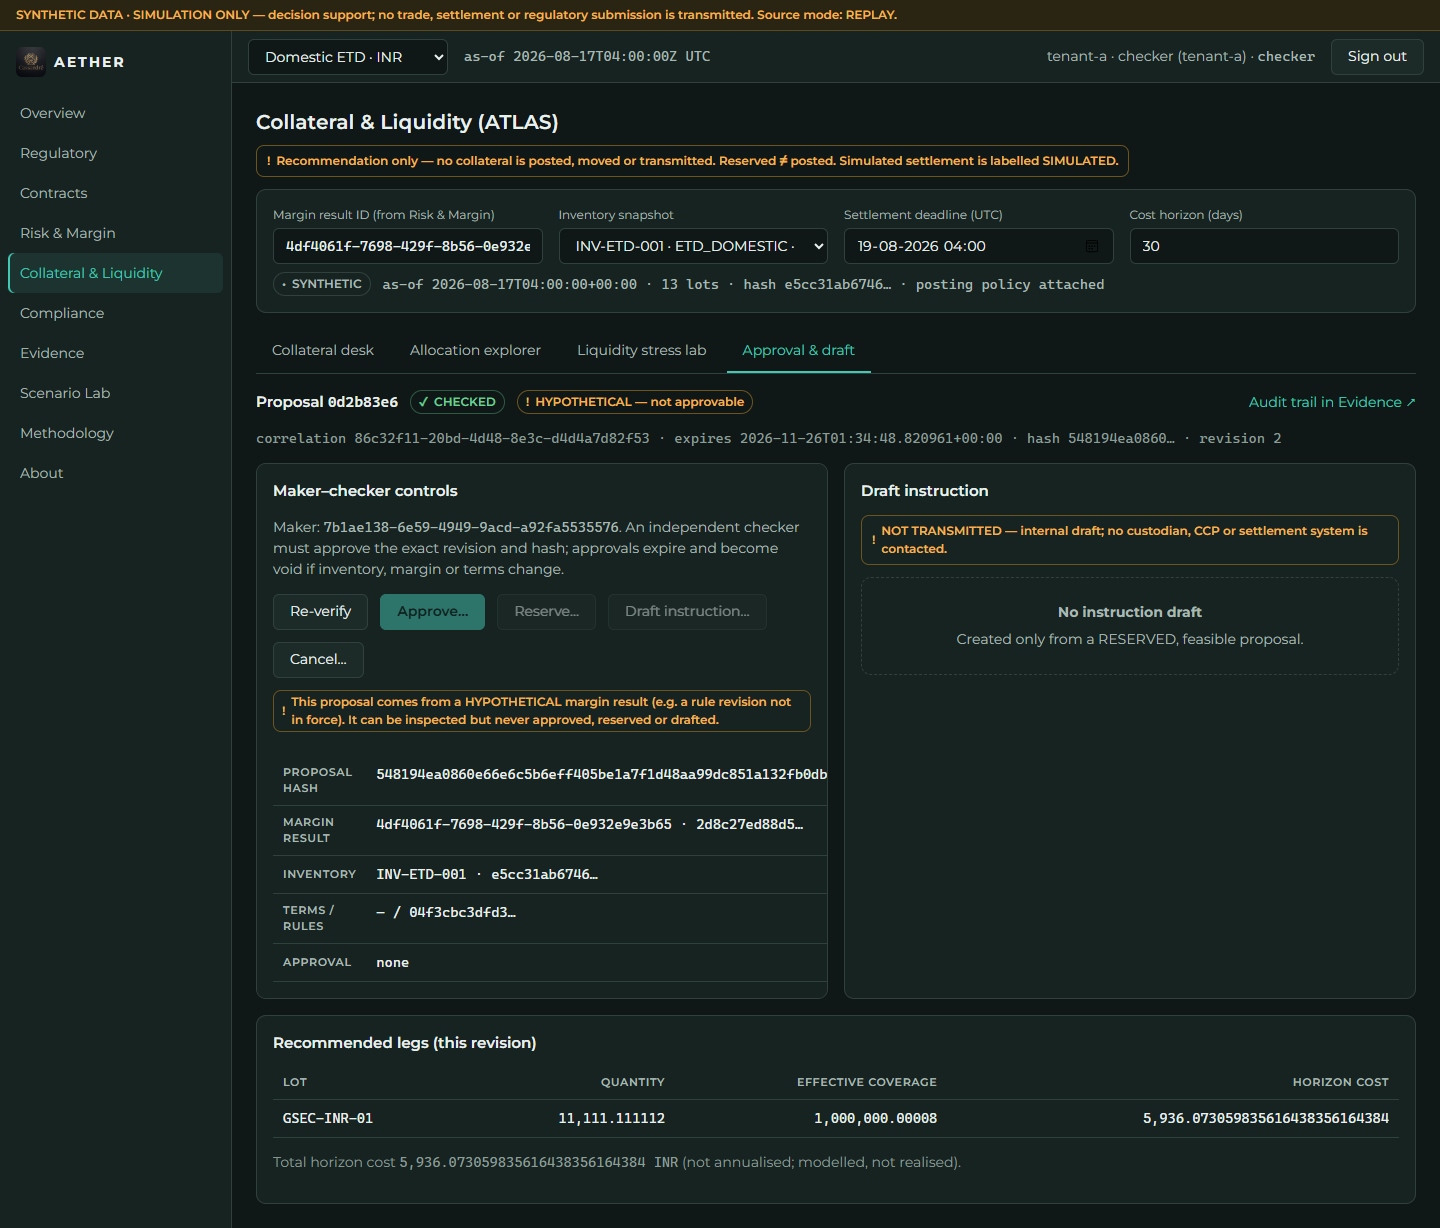 SYNTHETIC DATA · SIMULATION ONLY — decision support; no trade, settlement or regulatory submission is transmitted. Source mode: REPLAY.
AETHER
Domestic ETD · INR
as-of 2026-08-17T04:00:00Z UTC
tenant-a · checker (tenant-a) · checker
Sign out
Overview
Regulatory
Contracts
Risk & Margin
Collateral & Liquidity
Compliance
Evidence
Scenario Lab
Methodology
About
Collateral & Liquidity (ATLAS)
! Recommendation only — no collateral is posted, moved or transmitted. Reserved ≠ posted. Simulated settlement is labelled SIMULATED.
Margin result ID (from Risk & Margin)
4df4061f-7698-429f-8b56-0e932e
Inventory snapshot
INV-ETD-001 · ETD_DOMESTIC ·
Settlement deadline (UTC)
19-08-2026 04:00
Cost horizon (days)
30
• SYNTHETIC as-of 2026-08-17T04:00:00+00:00 · 13 lots · hash e5cc31ab6746… · posting policy attached
Collateral desk
Allocation explorer
Liquidity stress lab
Approval & draft
Proposal 0d2b83e6 ✓ CHECKED ! HYPOTHETICAL — not approvable
Audit trail in Evidence ↗
correlation 86c32f11-20bd-4d48-8e3c-d4d4a7d82f53 · expires 2026-11-26T01:34:48.820961+00:00 · hash 548194ea0860… · revision 2
Maker–checker controls
Maker: 7b1ae138-6e59-4949-9acd-a92fa5535576. An independent checker
must approve the exact revision and hash; approvals expire and become
void if inventory, margin or terms change.
Re-verify
Approve…
Reserve…
Draft instruction…
Cancel…
! This proposal comes from a HYPOTHETICAL margin result (e.g. a rule revision not
in force). It can be inspected but never approved, reserved or drafted.
PROPOSAL HASH
548194ea0860e66e6c5b6eff405be1a7f1d48aa99dc851a132fb0db
MARGIN RESULT
4df4061f-7698-429f-8b56-0e932e9e3b65 · 2d8c27ed88d5…
INVENTORY
INV-ETD-001 · e5cc31ab6746…
TERMS / RULES
— / 04f3cbc3dfd3…
APPROVAL
none
Draft instruction
! NOT TRANSMITTED — internal draft; no custodian, CCP or settlement system is
contacted.
No instruction draft
Created only from a RESERVED, feasible proposal.
Recommended legs (this revision)
LOT QUANTITY EFFECTIVE COVERAGE HORIZON COST
GSEC-INR-01 11,111.111112 1,000,000.00008 5,936.073059835616438356164384
Total horizon cost 5,936.073059835616438356164384 INR (not annualised; modelled, not realised).